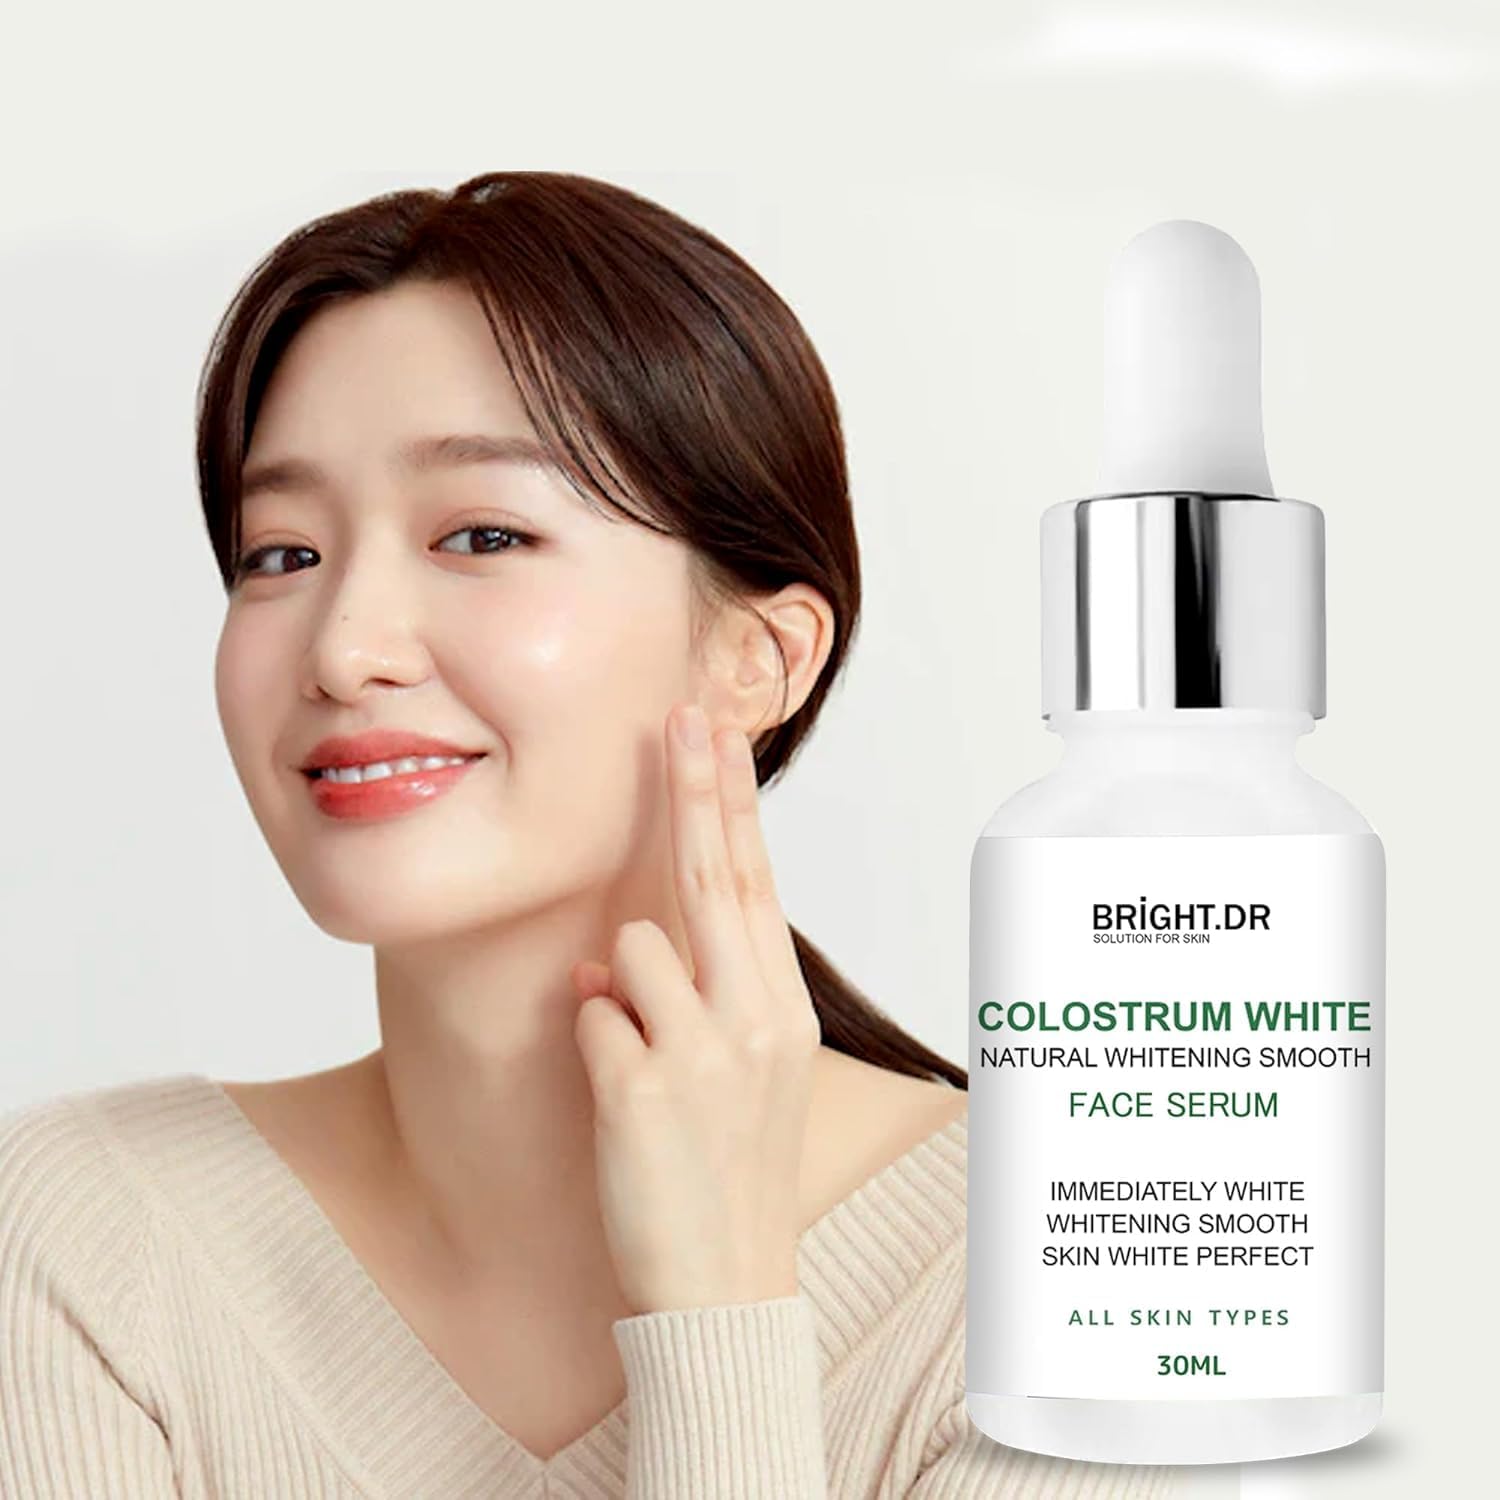 BRiGHT.DR
SOLUTION FOR SKIN
COLOSTRUM WHITE
NATURAL WHITENING SMOOTH
FACE SERUM
IMMEDIATELY WHITE
WHITENING SMOOTH
SKIN WHITE PERFECT
ALL SKIN TYPES
30ML